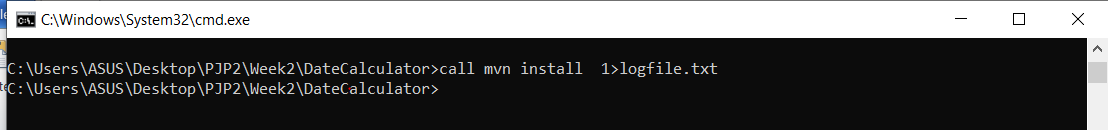 C:\Windows\System32\cmd.exe
C:\Users\ASUS\Desktop\PJP2\Week2\DateCalculator>call mvn install  1>logfile.txt
C:\Users\ASUS\Desktop\PJP2\Week2\DateCalculator>